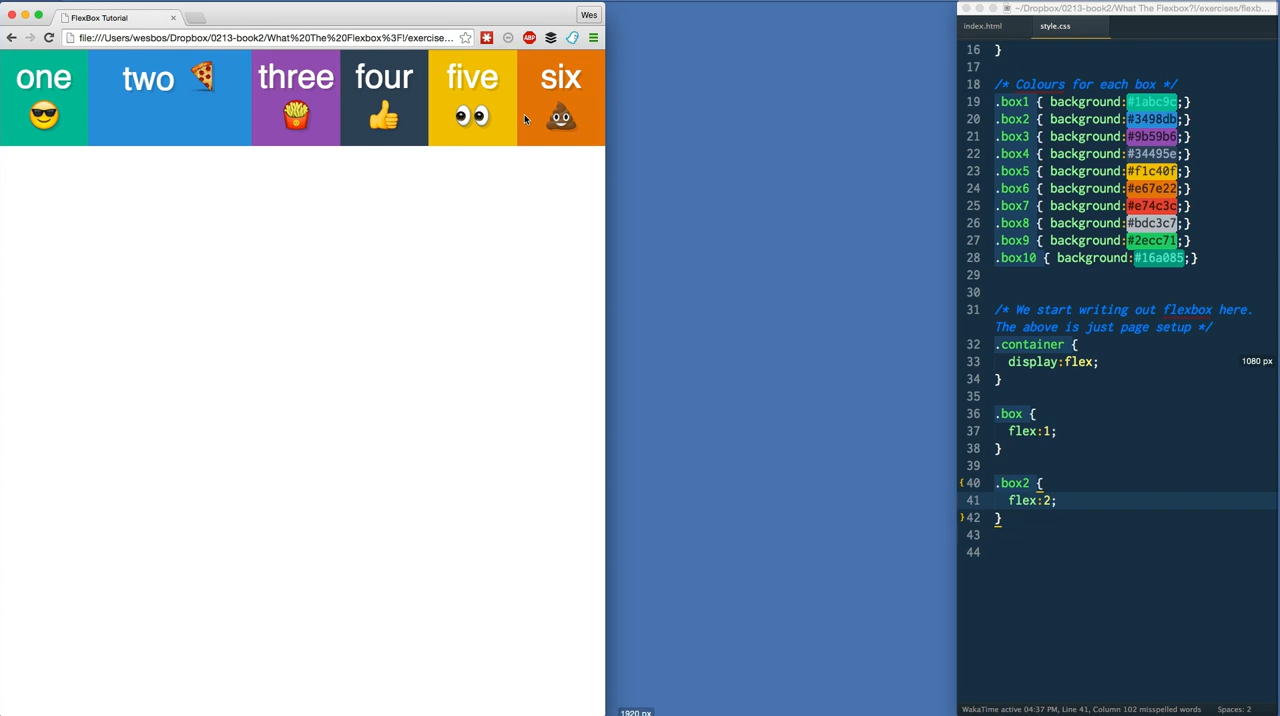 FlexBox Tutorial
Wes
file:///Users/wesbos/Dropbox/0213-book2/What%20The%20Flexbox%3F!/exercise...
ABP
one
two
three
four
five
six
1920 px
~/Dropbox/0213-book2/What The Flexbox?!/exercises/flexb...
index.html
style.css
16 }
17
18 /* Colours for each box */
19 .box1 { background:#1abc9c;}
20 .box2 { background:#3498db;}
21 .box3 { background:#9b59b6;}
22 .box4 { background:#34495e;}
23 .box5 { background:#f1c40f;}
24 .box6 { background:#e67e22;}
25 .box7 { background:#e74c3c;}
26 .box8 { background:#bdc3c7;}
27 .box9 { background:#2ecc71;}
28 .box10 { background:#16a085;}
29
30
31 /* We start writing out flexbox here.
The above is just page setup */
32 .container {
33 display:flex;
1080 px
34 }
35
36 .box {
37 flex:1;
38 }
39
{ 40 .box2 {
41 flex:2;
} 42 }
43
44
WakaTime active 04:37 PM, Line 41, Column 102 misspelled words
Spaces: 2